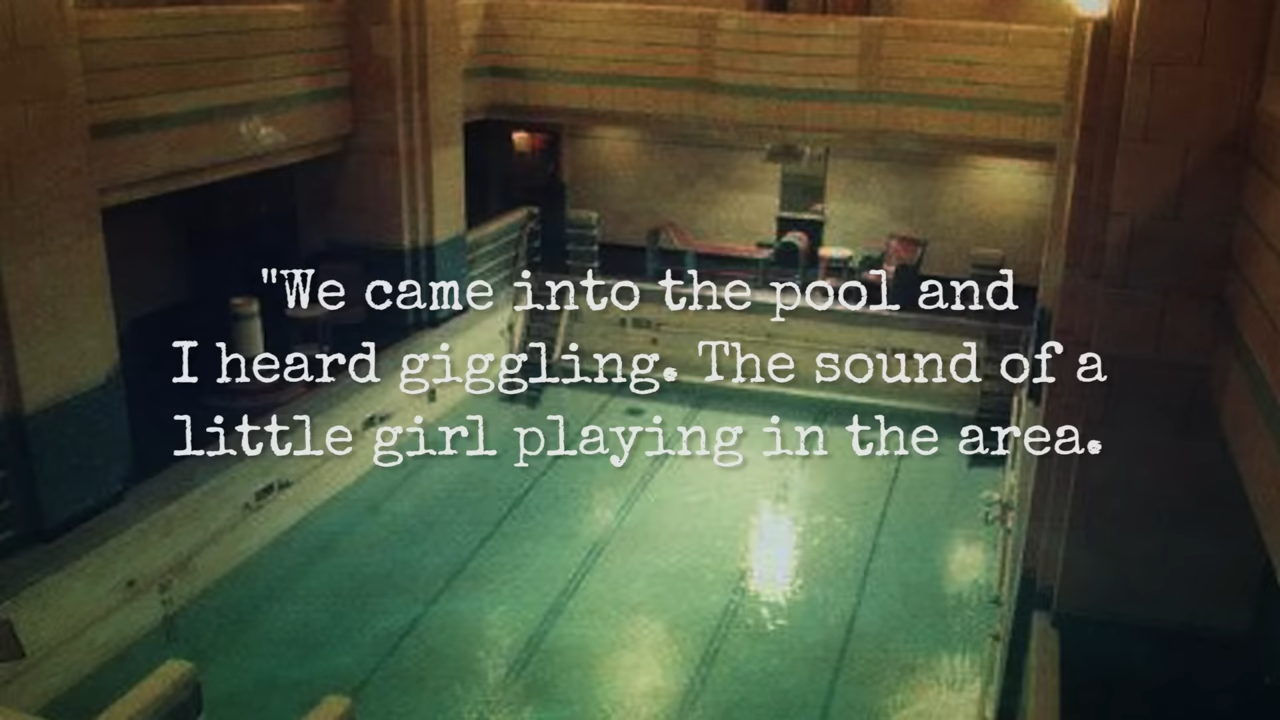 "We came into the pool and
I heard giggling. The sound of a
little girl playing in the area.